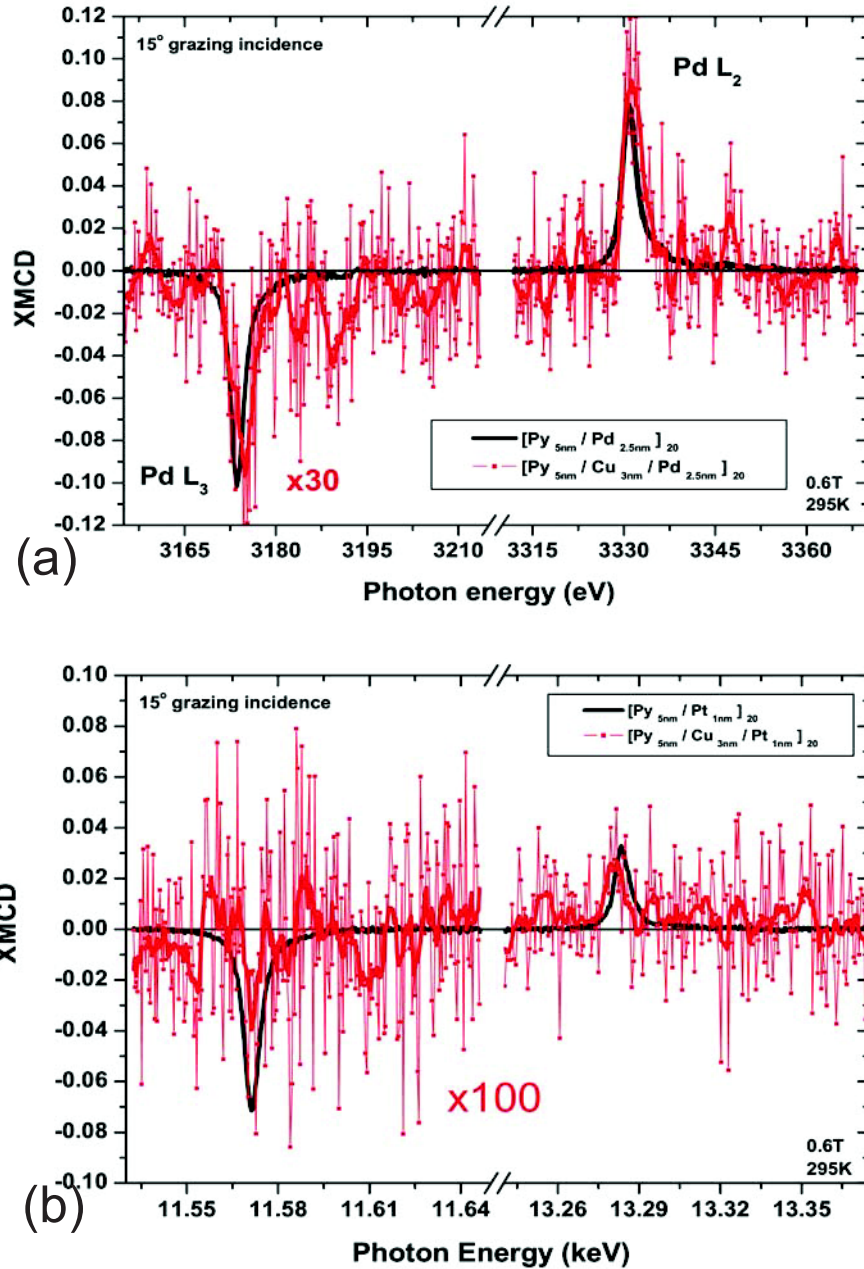 0.12
0.10
0.08
0.06
0.04
0.02
0.00
-0.02
-0.04
-0.06
-0.08
-0.10
-0.12
XMCD
15° grazing incidence
Pd L2
Pd L3
x30
[Py 5nm / Pd 2.5nm ] 20
[Py 5nm / Cu 3nm / Pd 2.5nm ] 20
0.6T
295K
3165 3180 3195 3210 3315 3330 3345 3360
(a)
Photon energy (eV)
0.10
0.08
0.06
0.04
0.02
0.00
-0.02
-0.04
-0.06
-0.08
-0.10
XMCD
15° grazing incidence
[Py 5nm / Pt 1nm ] 20
[Py 5nm / Cu 3nm / Pt 1nm ] 20
x100
0.6T
295K
(b)
11.55 11.58 11.61 11.64 13.26 13.29 13.32 13.35
Photon Energy (keV)